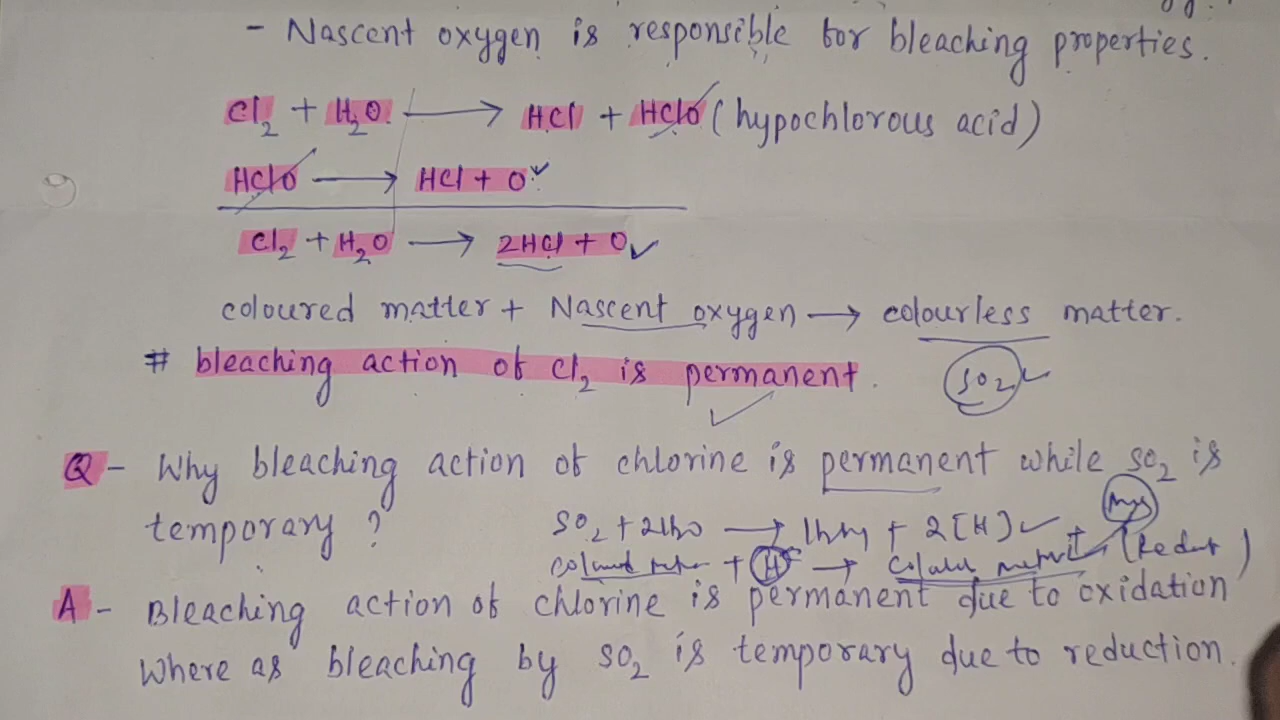 - Nascent oxygen is responsible for bleaching properties.
Cl₂ + H₂O ⟶ HCl + HClO (hypochlorous acid)
HClO ⟶ HCl + O
Cl₂ + H₂O ⟶ 2HCl + O
coloured matter + Nascent oxygen ⟶ colourless matter.
# bleaching action of Cl₂ is permanent.
SO₂
Q - Why bleaching action of chlorine is permanent while SO₂ is
temporary?
SO₂ + 2H₂O ⟶ + 2[H]
+ H ⟶
A - Bleaching action of chlorine is permanent due to oxidation
Where as bleaching by SO₂ is temporary due to reduction.